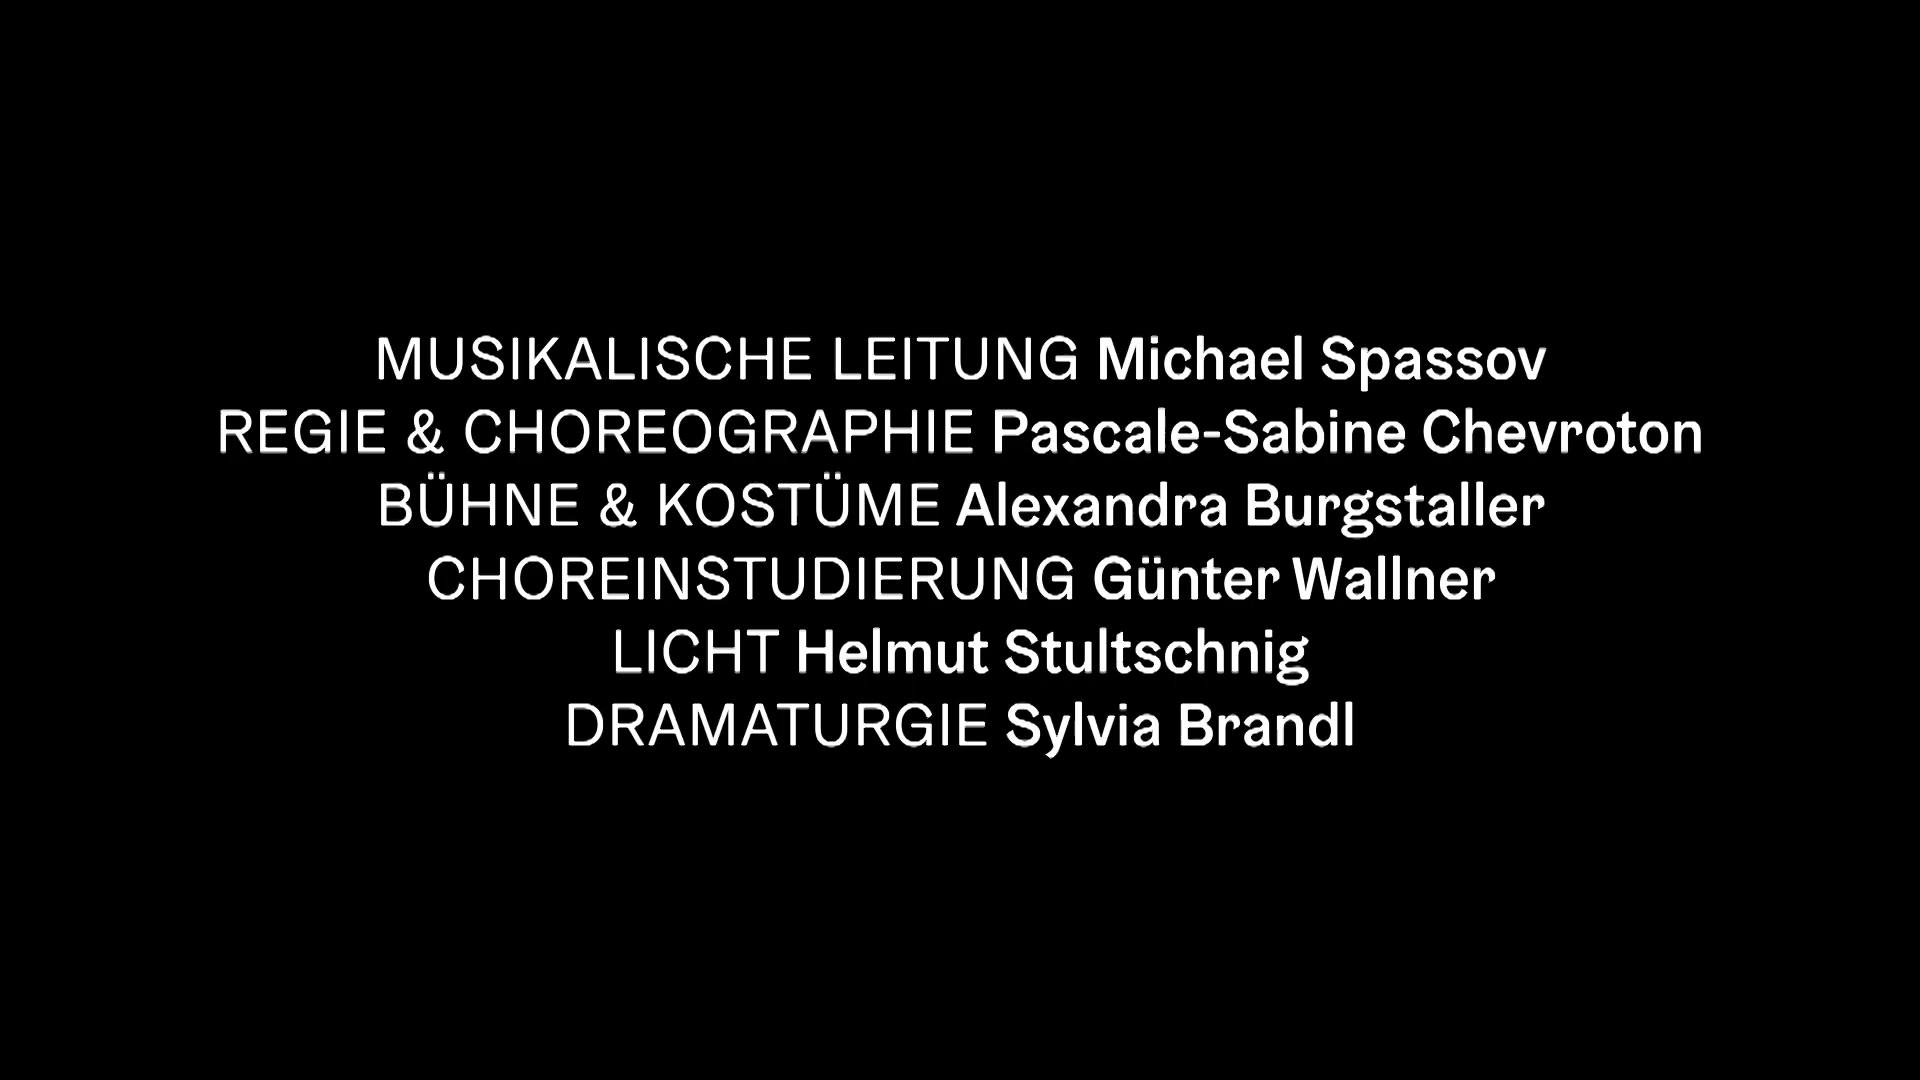 MUSIKALISCHE LEITUNG Michael Spassov
REGIE & CHOREOGRAPHIE Pascale-Sabine Chevroton
BÜHNE & KOSTÜME Alexandra Burgstaller
CHOREINSTUDIERUNG Günter Wallner
LICHT Helmut Stultschnig
DRAMATURGIE Sylvia Brandl